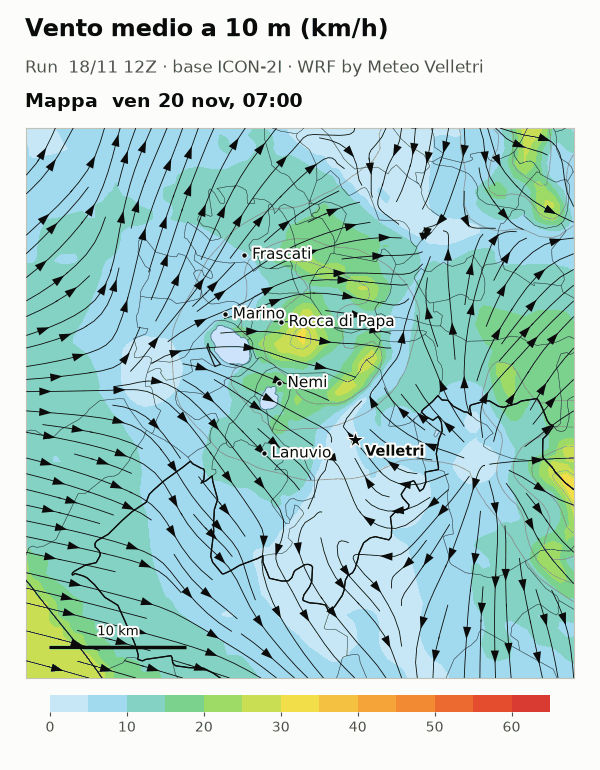 Vento medio a 10 m (km/h)
Run 18/11 12Z · base ICON-2I · WRF by Meteo Velletri
Mappa ven 20 nov, 07:00
Frascati
Marino
Rocca di Papa
Nemi
Velletri
Lanuvio
10 km
0 10 20 30 40 50 60